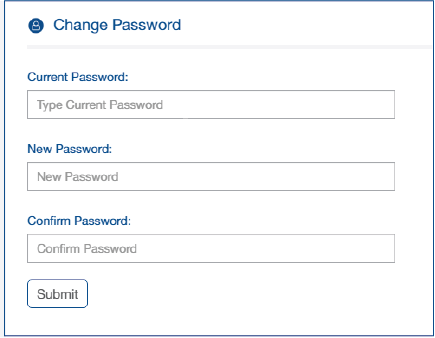 Change Password
Current Password:
Type Current Password
New Password:
New Password
Confirm Password:
Confirm Password
Submit